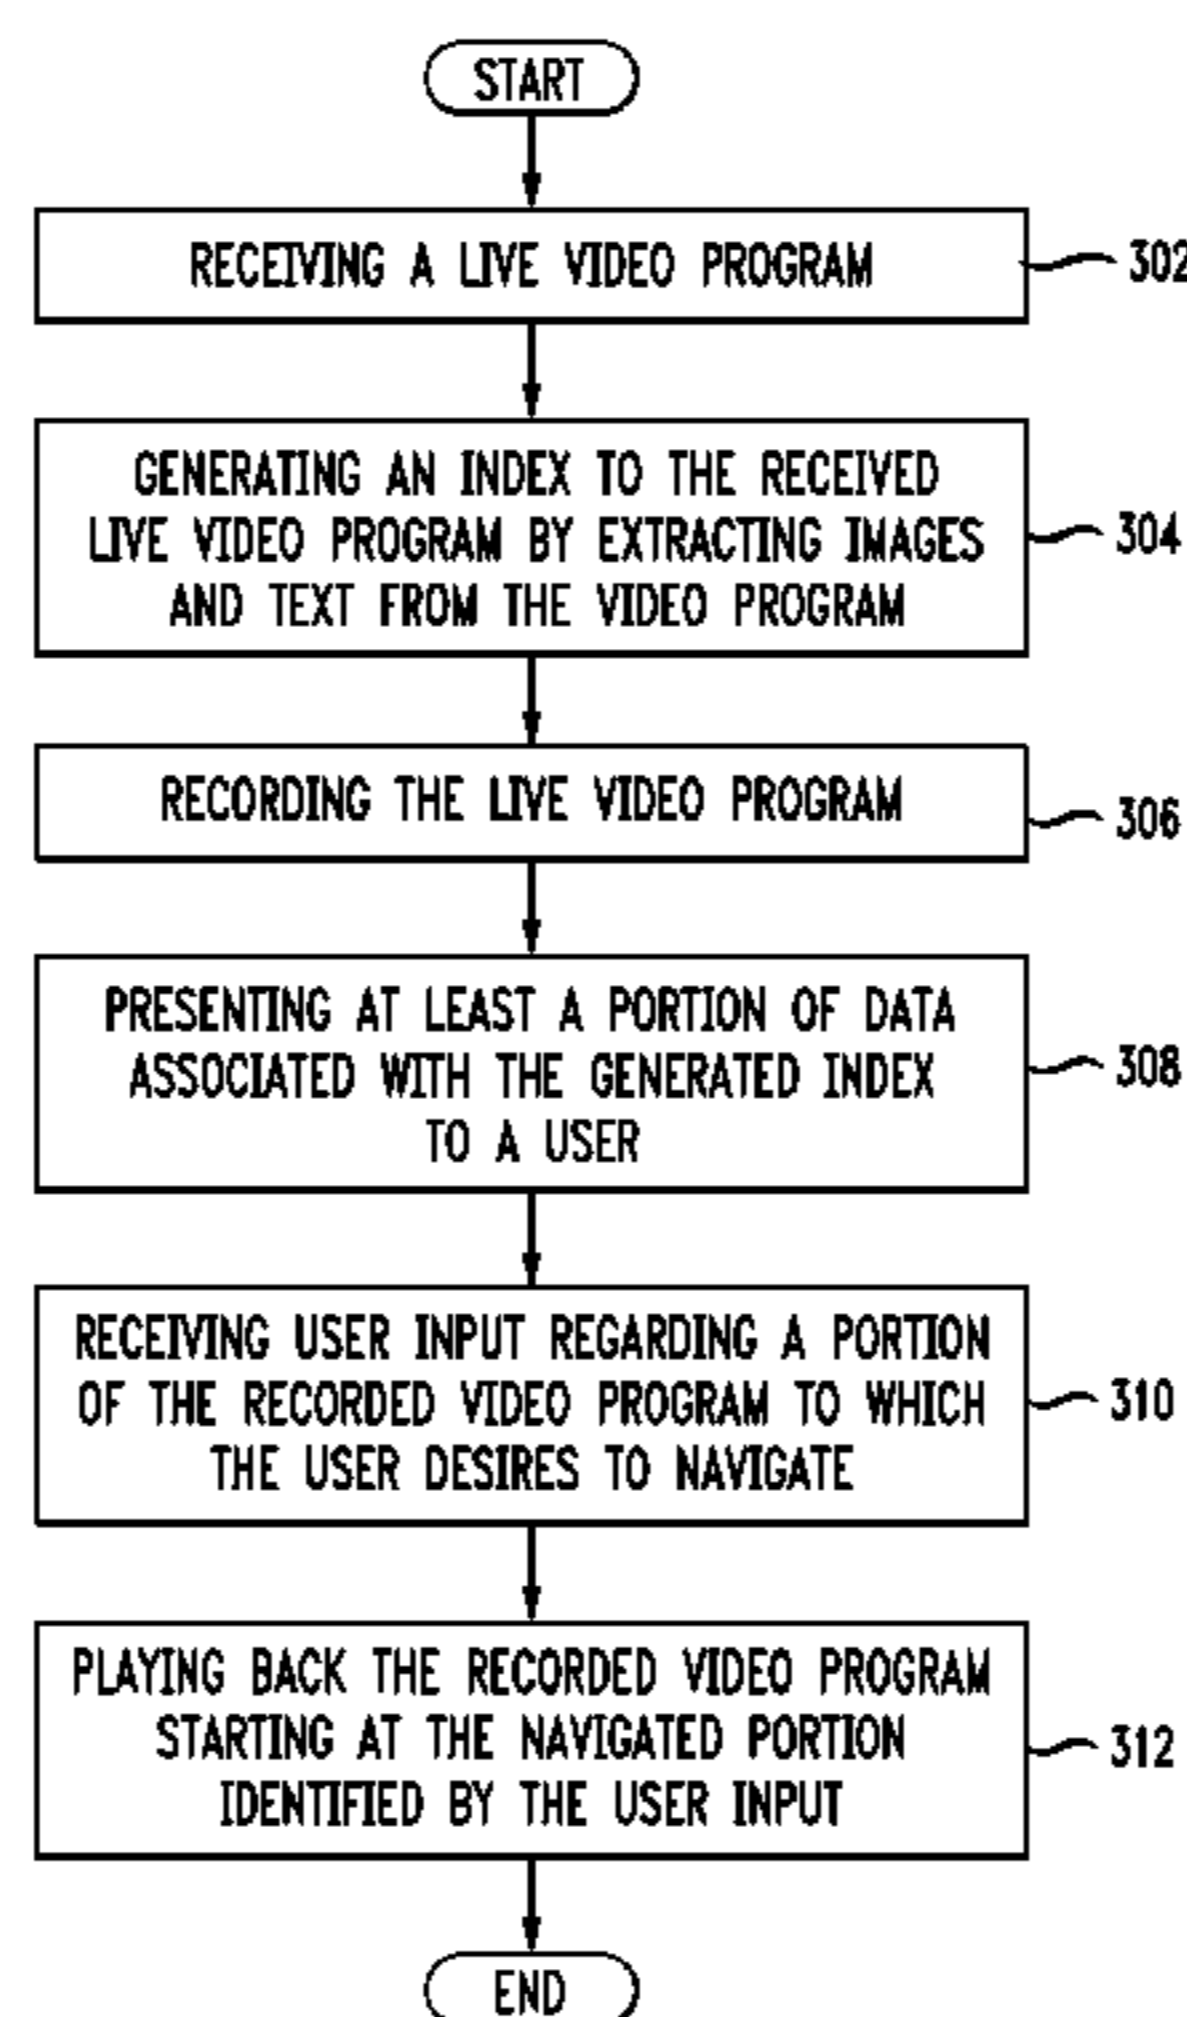 START
RECEIVING A LIVE VIDEO PROGRAM
302
GENERATING AN INDEX TO THE RECEIVED
LIVE VIDEO PROGRAM BY EXTRACTING IMAGES
AND TEXT FROM THE VIDEO PROGRAM
304
RECORDING THE LIVE VIDEO PROGRAM
306
PRESENTING AT LEAST A PORTION OF DATA
ASSOCIATED WITH THE GENERATED INDEX
TO A USER
308
RECEIVING USER INPUT REGARDING A PORTION
OF THE RECORDED VIDEO PROGRAM TO WHICH
THE USER DESIRES TO NAVIGATE
310
PLAYING BACK THE RECORDED VIDEO PROGRAM
STARTING AT THE NAVIGATED PORTION
IDENTIFIED BY THE USER INPUT
312
END